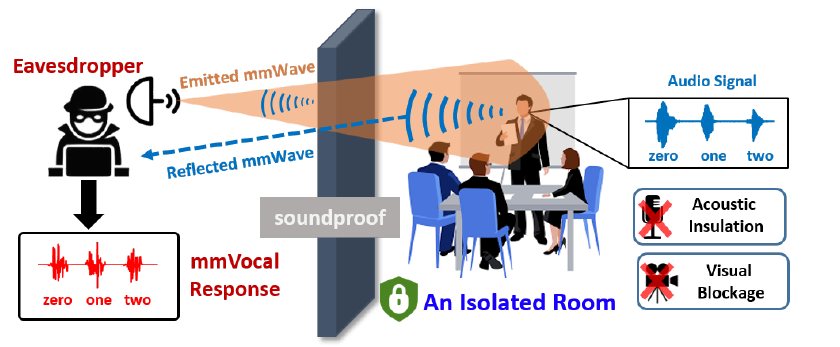 Eavesdropper
Emitted mmWave
Reflected mmWave
Audio Signal
zero one two
soundproof
Acoustic
Insulation
mmVocal
Response
zero one two
Visual
Blockage
An Isolated Room